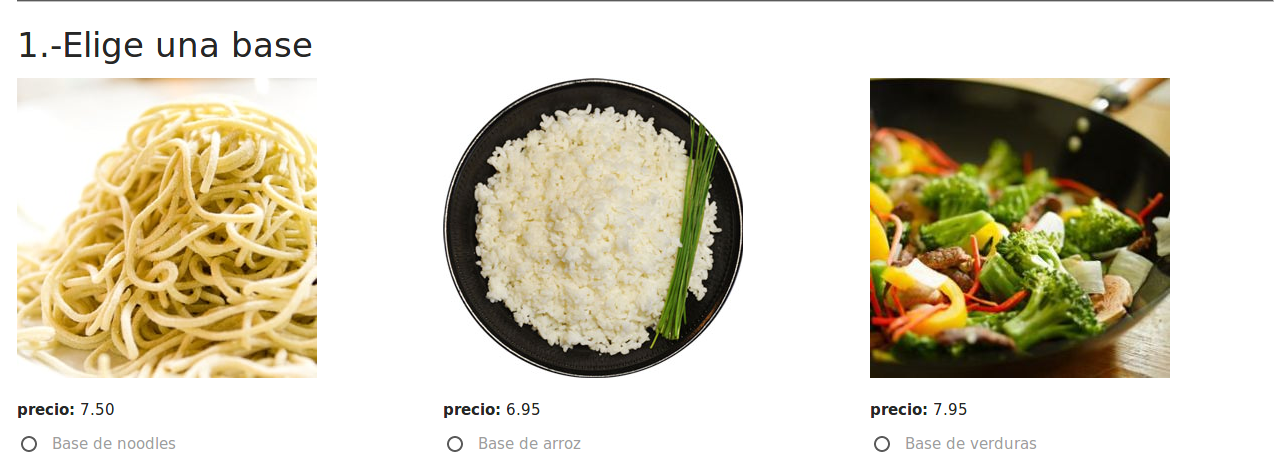 1.-Elige una base
precio: 7.50
precio: 6.95
precio: 7.95
Base de noodles
Base de arroz
Base de verduras